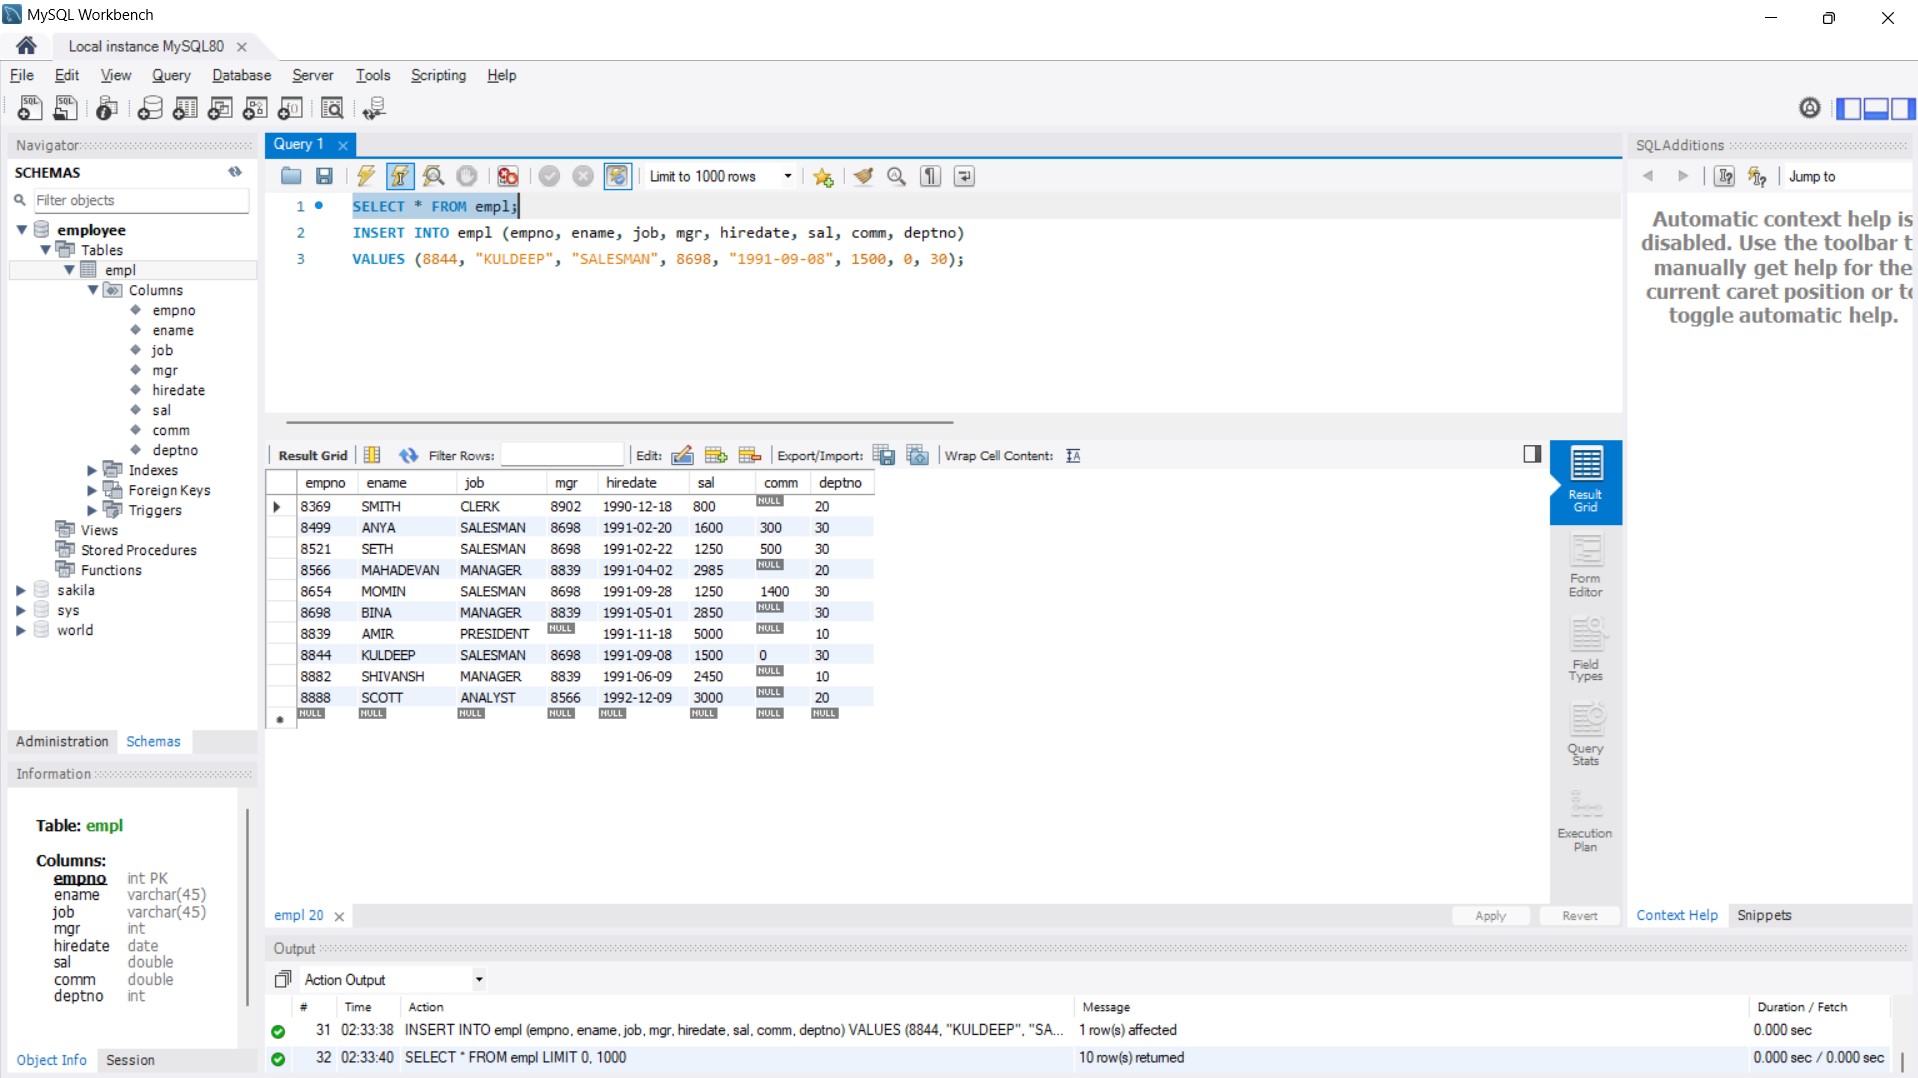 MySQL Workbench
Local instance MySQL80
File Edit View Query Database Server Tools Scripting Help
Navigator
SCHEMAS
Filter objects
employee
Tables
empl
Columns
empno
ename
job
mgr
hiredate
sal
comm
deptno
Indexes
Foreign Keys
Triggers
Views
Stored Procedures
Functions
sakila
sys
world
Administration Schemas
Information
Table: empl
Columns:
empno int PK
ename varchar(45)
job varchar(45)
mgr int
hiredate date
sal double
comm double
deptno int
Object Info Session
Query 1
Limit to 1000 rows
1 SELECT * FROM empl;
2 INSERT INTO empl (empno, ename, job, mgr, hiredate, sal, comm, deptno)
3 VALUES (8844, "KULDEEP", "SALESMAN", 8698, "1991-09-08", 1500, 0, 30);
Result Grid Filter Rows: Edit: Export/Import: Wrap Cell Content:
empno ename job mgr hiredate sal comm deptno
8369 SMITH CLERK 8902 1990-12-18 800 NULL 20
8499 ANYA SALESMAN 8698 1991-02-20 1600 300 30
8521 SETH SALESMAN 8698 1991-02-22 1250 500 30
8566 MAHADEVAN MANAGER 8839 1991-04-02 2985 NULL 20
8654 MOMIN SALESMAN 8698 1991-09-28 1250 1400 30
8698 BINA MANAGER 8839 1991-05-01 2850 NULL 30
8839 AMIR PRESIDENT NULL 1991-11-18 5000 NULL 10
8844 KULDEEP SALESMAN 8698 1991-09-08 1500 0 30
8882 SHIVANSH MANAGER 8839 1991-06-09 2450 NULL 10
8888 SCOTT ANALYST 8566 1992-12-09 3000 NULL 20
NULL NULL NULL NULL NULL NULL NULL NULL
Result
Grid
Form
Editor
Field
Types
Query
Stats
Execution
Plan
empl 20
Apply Revert
SQLAdditions
Jump to
Automatic context help is
disabled. Use the toolbar t
manually get help for the
current caret position or to
toggle automatic help.
Context Help Snippets
Output
Action Output
# Time Action Message Duration / Fetch
31 02:33:38 INSERT INTO empl (empno, ename, job, mgr, hiredate, sal, comm, deptno) VALUES (8844, "KULDEEP", "SA... 1 row(s) affected 0.000 sec
32 02:33:40 SELECT * FROM empl LIMIT 0, 1000 10 row(s) returned 0.000 sec / 0.000 sec